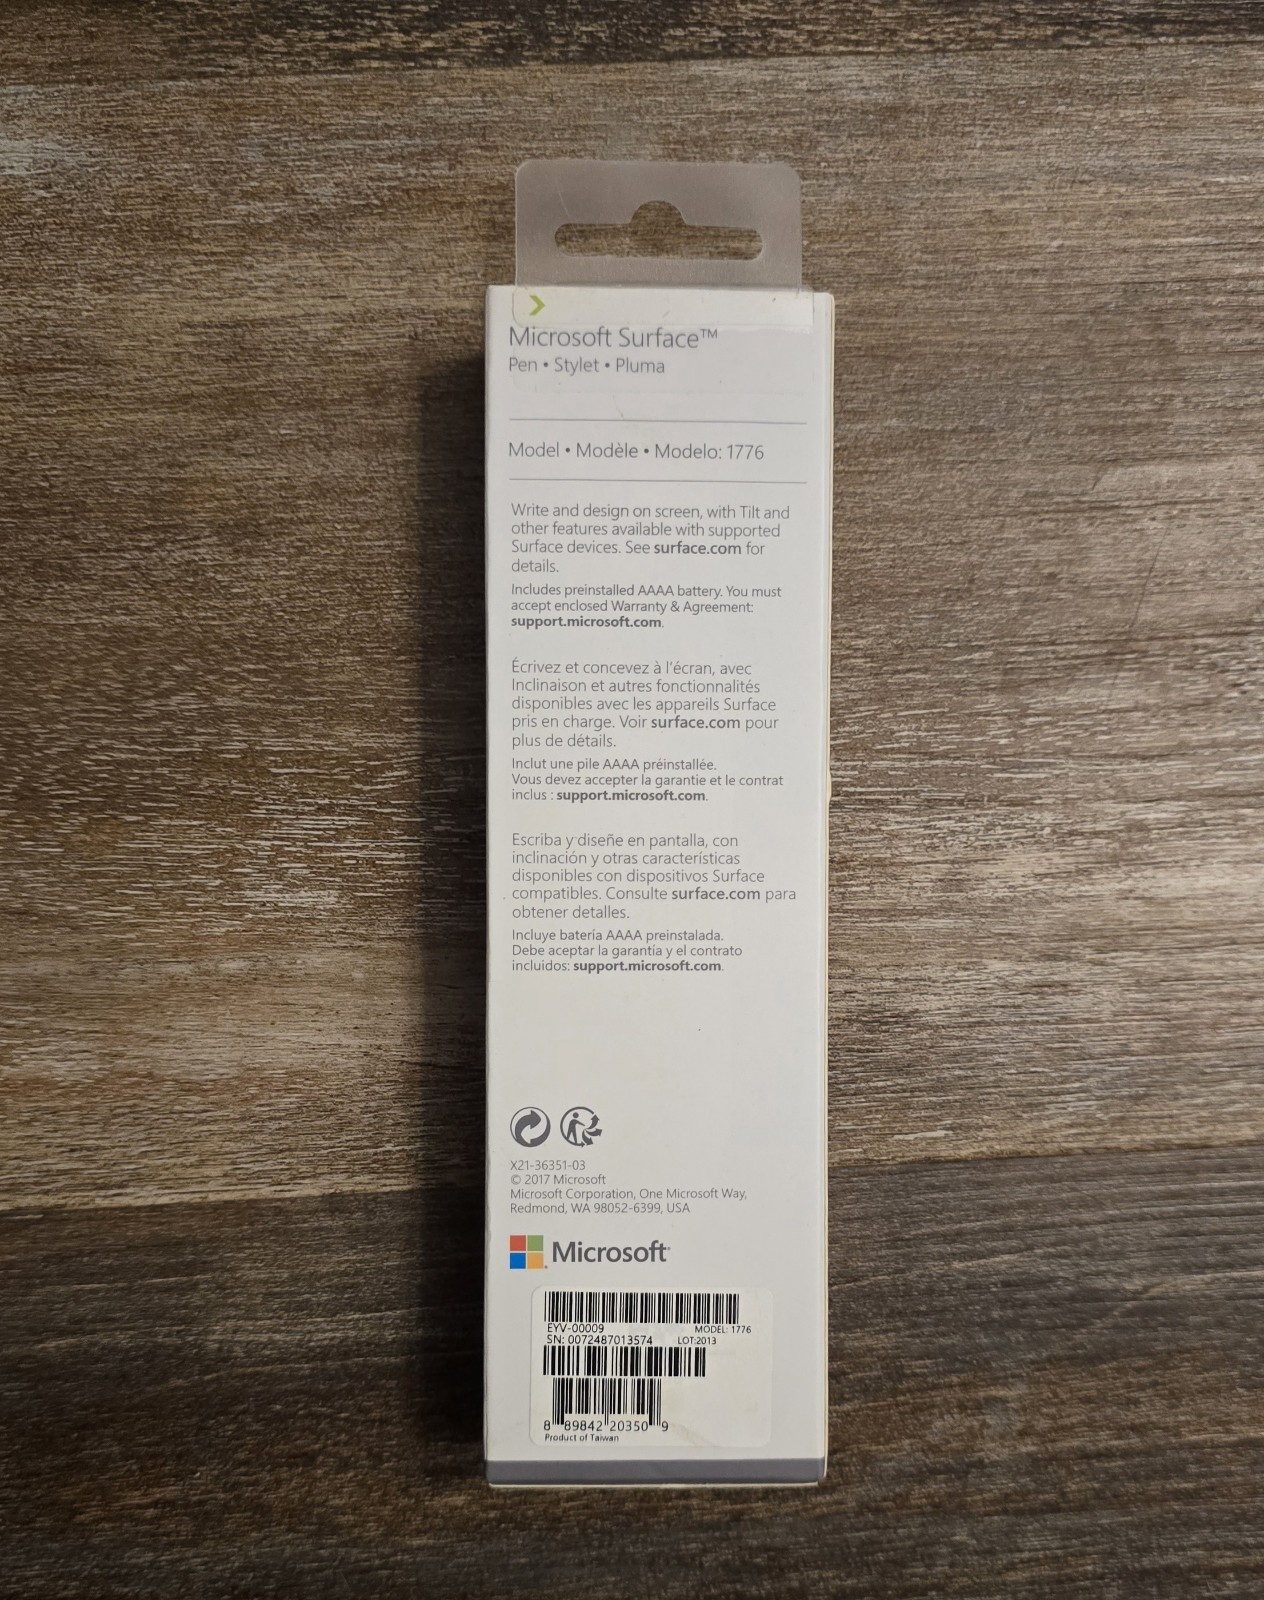 Microsoft Surface™
Pen • Stylet • Pluma
Model • Modèle • Modelo: 1776
Write and design on screen, with Tilt and
other features available with supported
Surface devices. See surface.com for
details.
Includes preinstalled AAAA battery. You must
accept enclosed Warranty & Agreement:
support.microsoft.com.
Écrivez et concevez à l'écran, avec
Inclinaison et autres fonctionnalités
disponibles avec les appareils Surface
pris en charge. Voir surface.com pour
plus de détails.
Inclut une pile AAAA préinstallée.
Vous devez accepter la garantie et le contrat
inclus : support.microsoft.com.
Escriba y diseñe en pantalla, con
inclinación y otras características
disponibles con dispositivos Surface
compatibles. Consulte surface.com para
obtener detalles.
Incluye batería AAAA preinstalada.
Debe aceptar la garantía y el contrato
incluidos: support.microsoft.com.
X21-36351-03
© 2017 Microsoft
Microsoft Corporation, One Microsoft Way,
Redmond, WA 98052-6399, USA
Microsoft
EYV-00009 MODEL: 1776
SN: 0072487013574 LOT:2013
8 89842 20350 9
Product of Taiwan